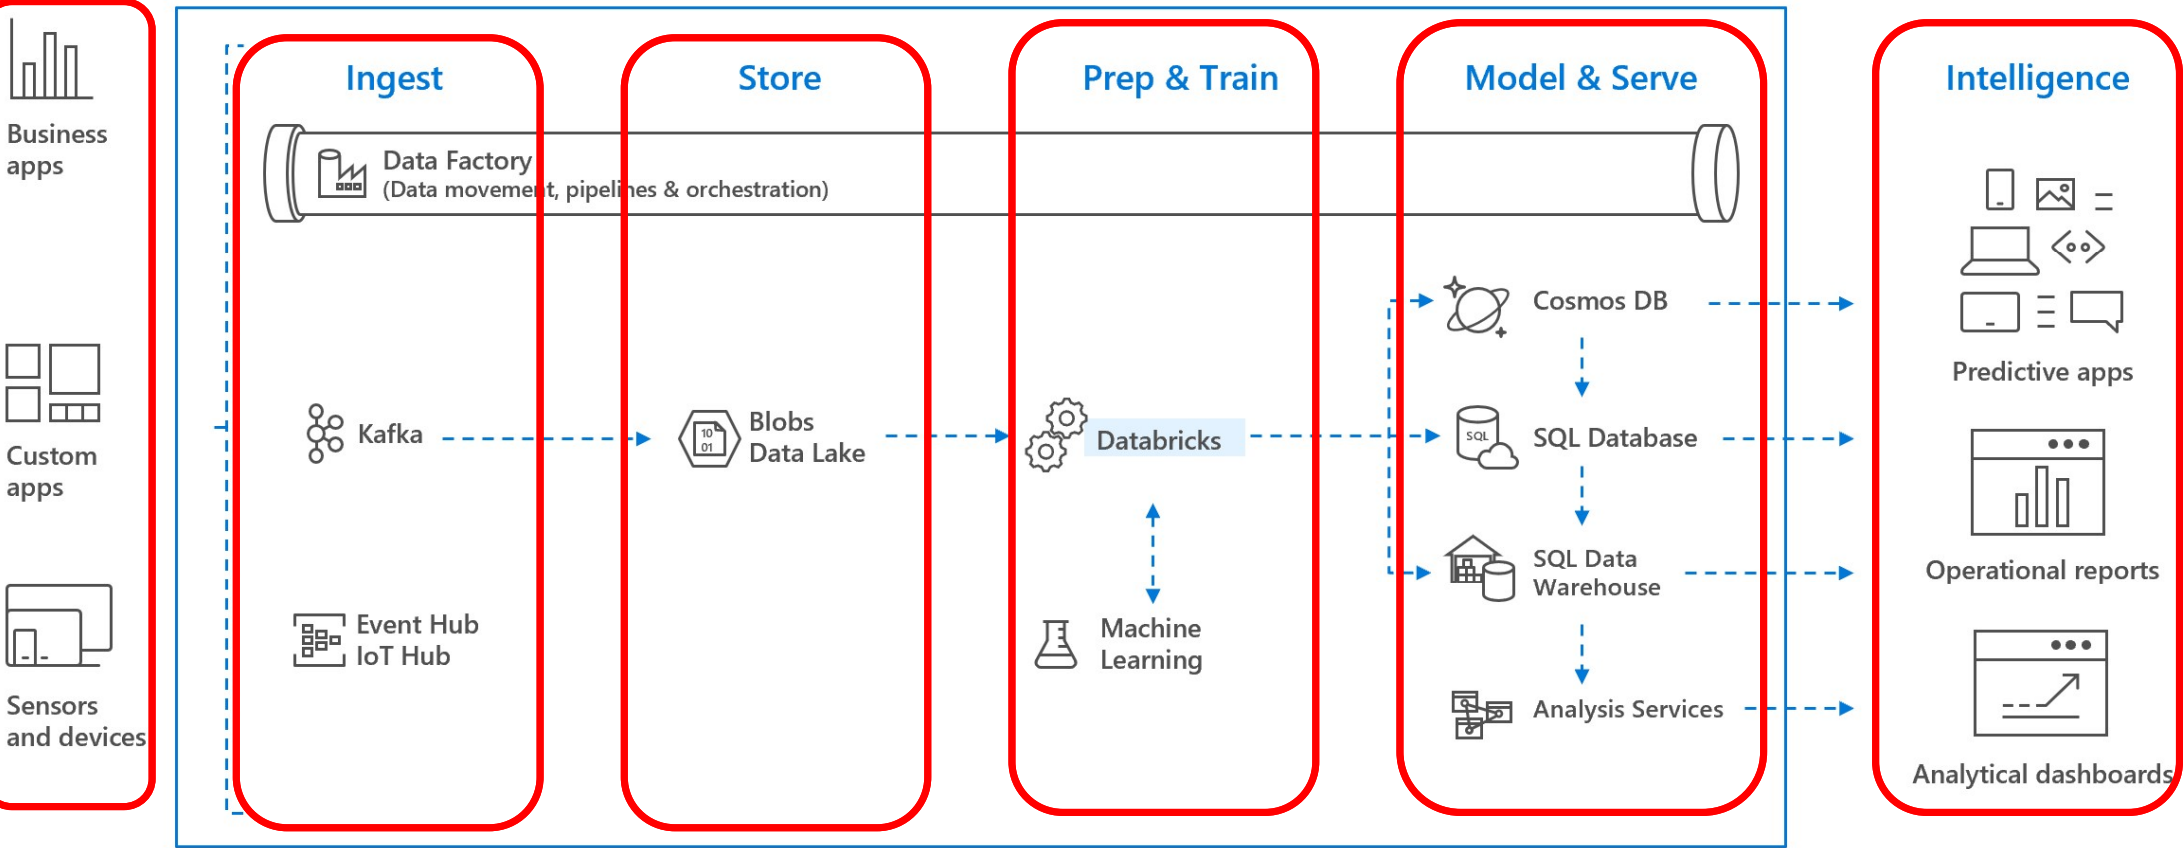 Business
apps
Custom
apps
Sensors
and devices
Ingest
Store
Prep & Train
Model & Serve
Intelligence
Data Factory
(Data movement, pipelines & orchestration)
Kafka
Event Hub
IoT Hub
10
01
Blobs
Data Lake
Databricks
Machine
Learning
Cosmos DB
SQL
SQL Database
SQL Data
Warehouse
Analysis Services
Predictive apps
Operational reports
Analytical dashboards